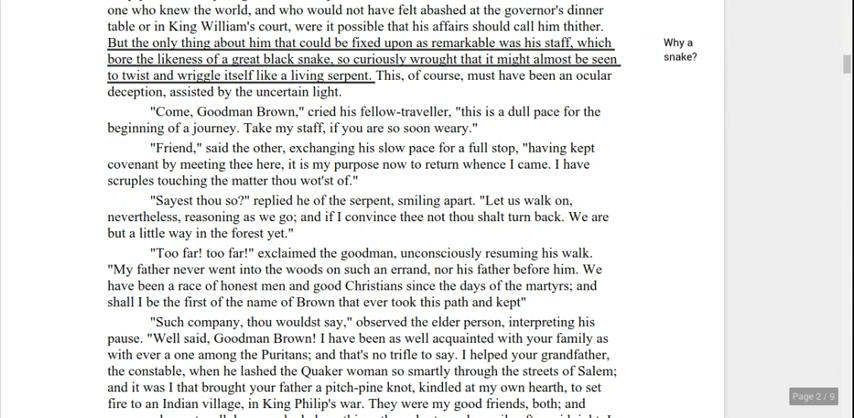 one who knew the world, and who would not have felt abashed at the governor's dinner
table or in King William's court, were it possible that his affairs should call him thither.
But the only thing about him that could be fixed upon as remarkable was his staff, which
bore the likeness of a great black snake, so curiously wrought that it might almost be seen
to twist and wriggle itself like a living serpent. This, of course, must have been an ocular
deception, assisted by the uncertain light.
"Come, Goodman Brown," cried his fellow-traveller, "this is a dull pace for the
beginning of a journey. Take my staff, if you are so soon weary."
"Friend," said the other, exchanging his slow pace for a full stop, "having kept
covenant by meeting thee here, it is my purpose now to return whence I came. I have
scruples touching the matter thou wot'st of."
"Sayest thou so?" replied he of the serpent, smiling apart. "Let us walk on,
nevertheless, reasoning as we go; and if I convince thee not thou shalt turn back. We are
but a little way in the forest yet."
"Too far! too far!" exclaimed the goodman, unconsciously resuming his walk.
"My father never went into the woods on such an errand, nor his father before him. We
have been a race of honest men and good Christians since the days of the martyrs; and
shall I be the first of the name of Brown that ever took this path and kept"
"Such company, thou wouldst say," observed the elder person, interpreting his
pause. "Well said, Goodman Brown! I have been as well acquainted with your family as
with ever a one among the Puritans; and that's no trifle to say. I helped your grandfather,
the constable, when he lashed the Quaker woman so smartly through the streets of Salem;
and it was I that brought your father a pitch-pine knot, kindled at my own hearth, to set
fire to an Indian village, in King Philip's war. They were my good friends, both; and
Why a
snake?
Page 2 / 9